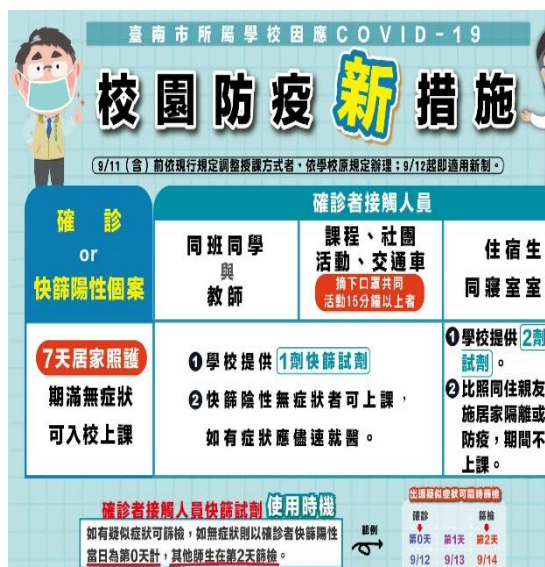 臺南市所屬學校因應COVID-19
校園防疫新措施
9/11（含）前依現行規定調整授課方式者，依學校原規定辦理；9/12起即適用新制。
確診
or
快篩陽性個案
確診者接觸人員
同班同學
與
教師
課程、社團
活動、交通車
摘下口罩共同
活動15分鐘以上者
住宿生
同寢室室
7天居家照護
期滿無症狀
可入校上課
❶學校提供1劑快篩試劑
❷快篩陰性無症狀者可上課，
如有症狀應儘速就醫。
❶學校提供2劑
試劑。
❷比照同住親友
施居家隔離或
防疫，期間不
上課。
確診者接觸人員快篩試劑使用時機
如有疑似症狀可篩檢，如無症狀則以確診者快篩陽性
當日為第0天計，其他師生在第2天篩檢。
範例
出現疑似症狀可隨時篩檢
確診 篩檢
第0天 第1天 第2天
9/12 9/13 9/14